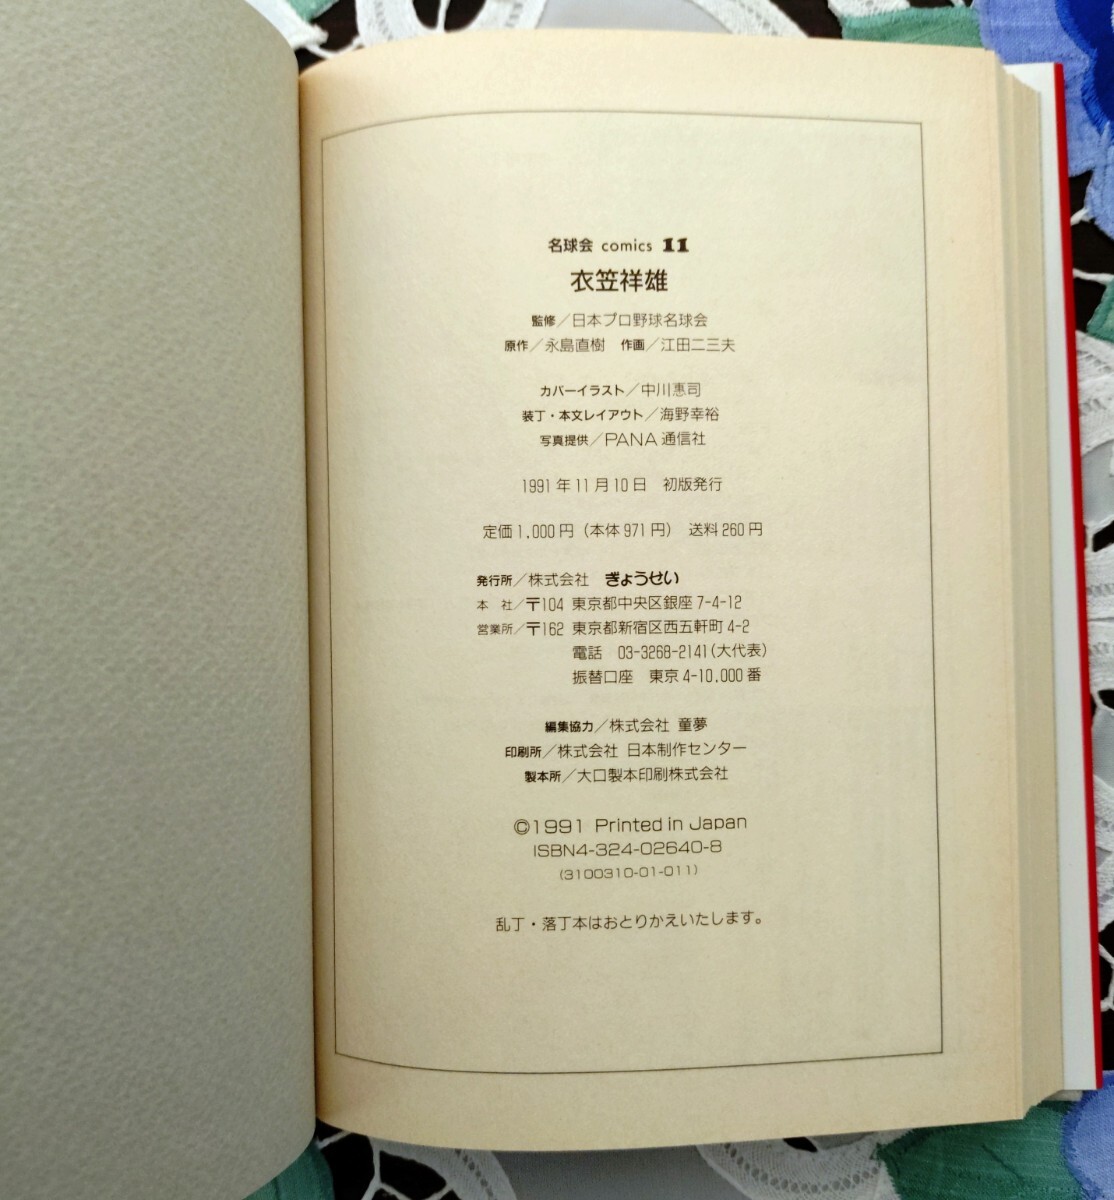 名球会 comics 11
衣笠祥雄
監修／日本プロ野球名球会
原作／永島直樹　作画／江田二三夫
カバーイラスト／中川恵司
装丁・本文レイアウト／海野幸裕
写真提供／PANA通信社
1991年11月10日　初版発行
定価1,000円（本体971円）　送料260円
発行所／株式会社　ぎょうせい
本　社／〒104 東京都中央区銀座7-4-12
営業所／〒162 東京都新宿区西五軒町4-2
電話　03-3268-2141（大代表）
振替口座　東京4-10,000番
編集協力／株式会社 童夢
印刷所／株式会社 日本制作センター
製本所／大口製本印刷株式会社
©1991 Printed in Japan
ISBN4-324-02640-8
(3100310-01-011)
乱丁・落丁本はおとりかえいたします。